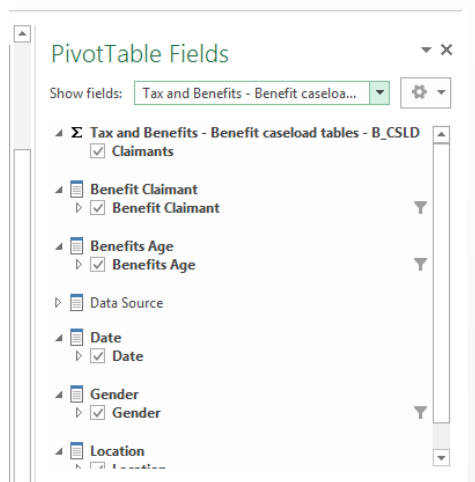 PivotTable Fields
Show fields: Tax and Benefits - Benefit caseloa...
Σ Tax and Benefits - Benefit caseload tables - B_CSLD
Claimants
Benefit Claimant
Benefit Claimant
Benefits Age
Benefits Age
Data Source
Date
Date
Gender
Gender
Location
Location